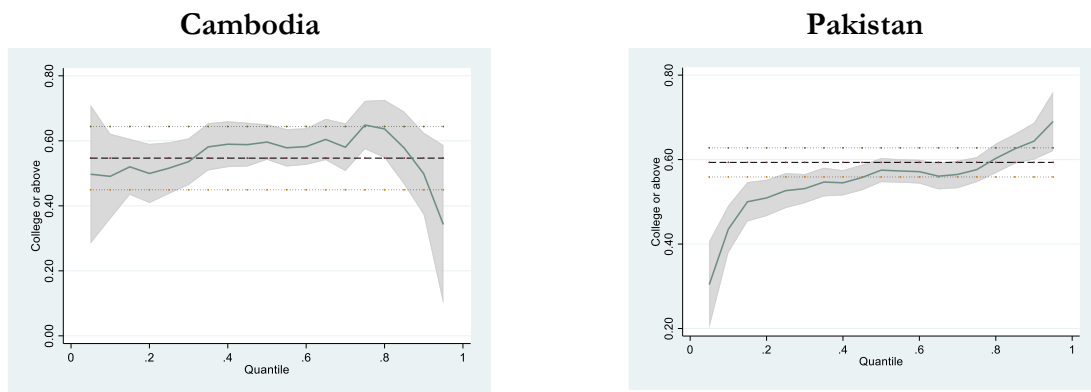 Cambodia
College or above
0.00 0.20 0.40 0.60 0.80
0 .2 .4 .6 .8 1
Quantile
Pakistan
College or above
0.20 0.40 0.60 0.80
0 .2 .4 .6 .8 1
Quantile